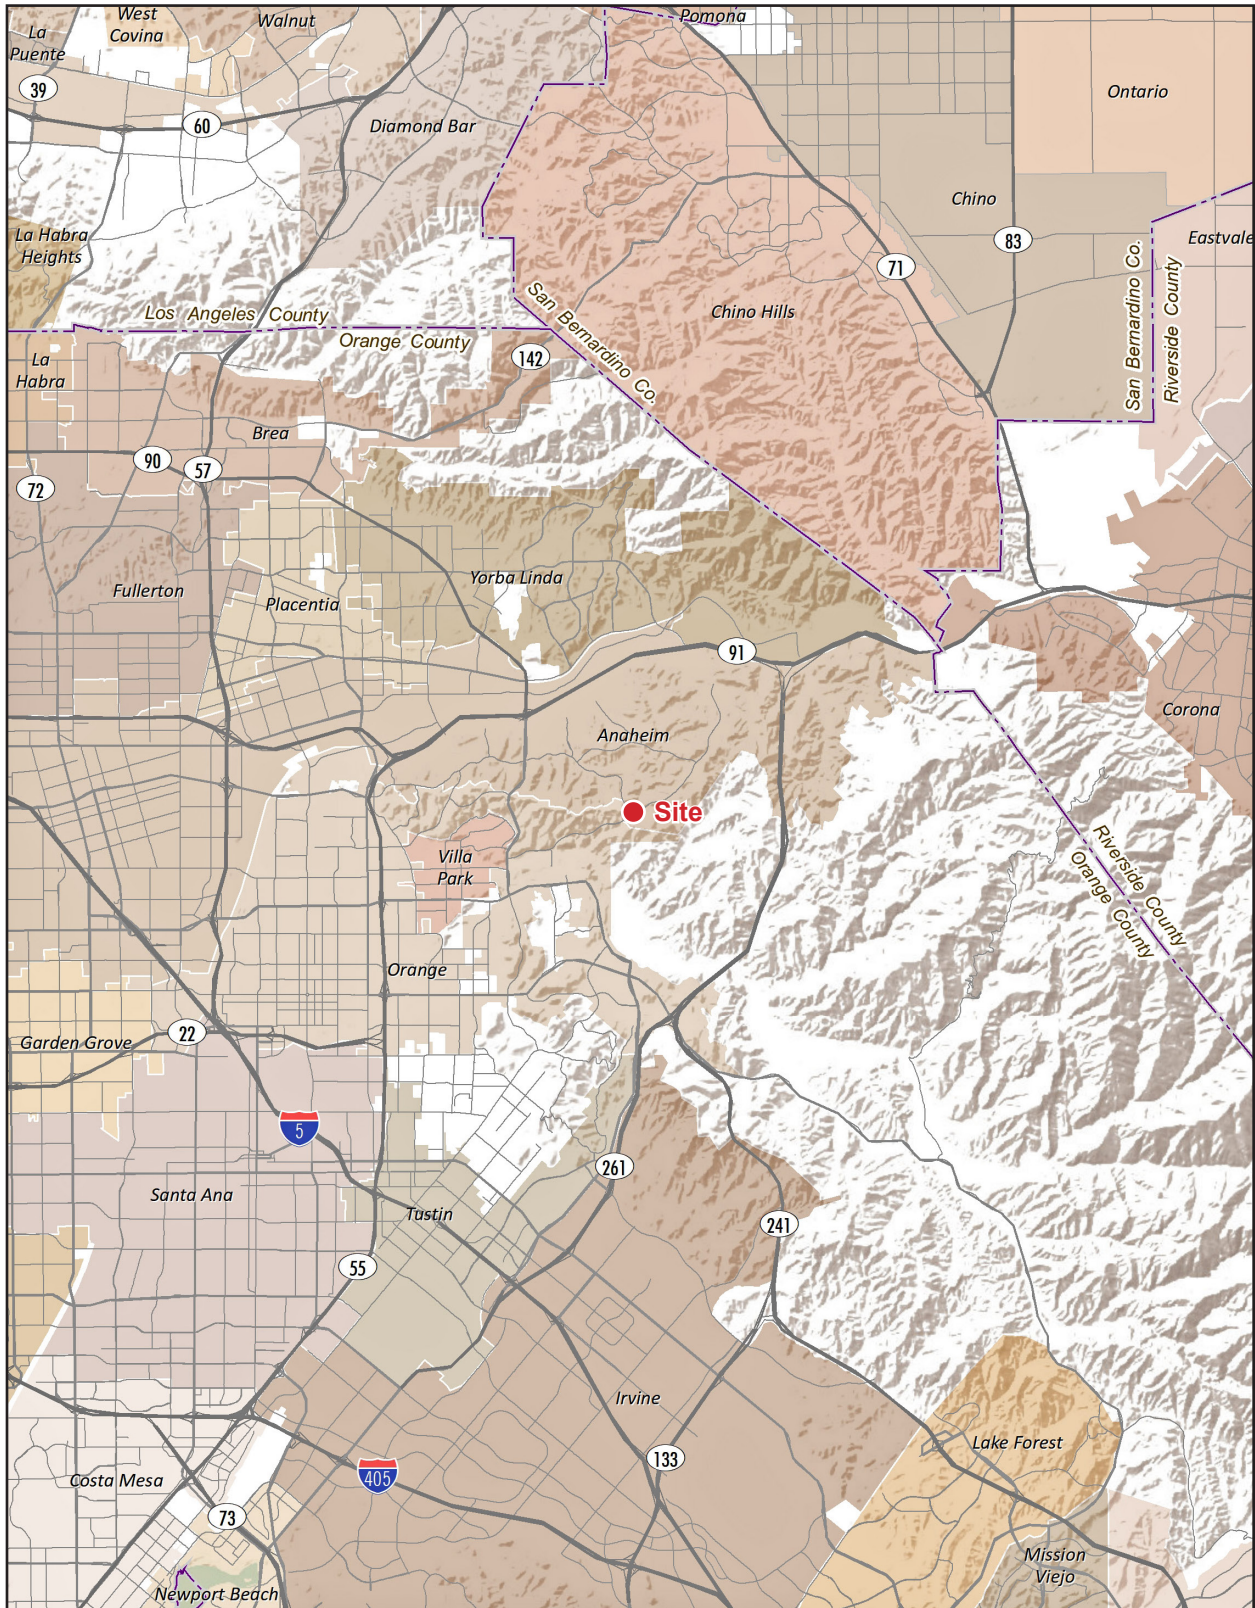 West
Covina
Walnut
Pomona
La
Puente
39
60
Diamond Bar
Ontario
Chino
La Habra
Heights
83
Eastvale
71
San Bernardino Co.
Riverside County
Los Angeles County
Orange County
San Bernardino Co.
Chino Hills
142
La
Habra
Brea
90
57
72
Yorba Linda
Fullerton
Placentia
91
Corona
Anaheim
Site
Villa
Park
Riverside County
Orange County
Orange
22
Garden Grove
5
261
Santa Ana
Tustin
241
55
Irvine
Lake Forest
133
405
Costa Mesa
73
Mission
Viejo
Newport Beach